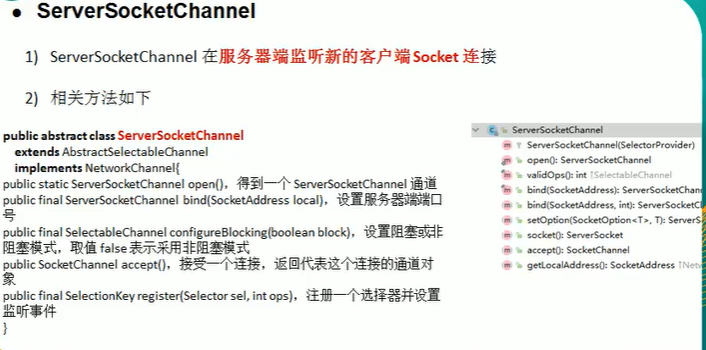 • ServerSocketChannel
1) ServerSocketChannel 在服务器端监听新的客户端 Socket 连接
2) 相关方法如下
public abstract class ServerSocketChannel
extends AbstractSelectableChannel
implements NetworkChannel{
public static ServerSocketChannel open()，得到一个 ServerSocketChannel 通道
public final ServerSocketChannel bind(SocketAddress local)，设置服务器端端口
号
public final SelectableChannel configureBlocking(boolean block)，设置阻塞或非
阻塞模式，取值 false 表示采用非阻塞模式
public SocketChannel accept()，接受一个连接，返回代表这个连接的通道对
象
public final SelectionKey register(Selector sel, int ops)，注册一个选择器并设置
监听事件
}
ServerSocketChannel
ServerSocketChannel(SelectorProvider)
open(): ServerSocketChannel
validOps(): int ↑SelectableChannel
bind(SocketAddress): ServerSocketChann
bind(SocketAddress, int): ServerSocketC
setOption(SocketOption<T>, T): ServerS
socket(): ServerSocket
accept(): SocketChannel
getLocalAddress(): SocketAddress ↑Netw